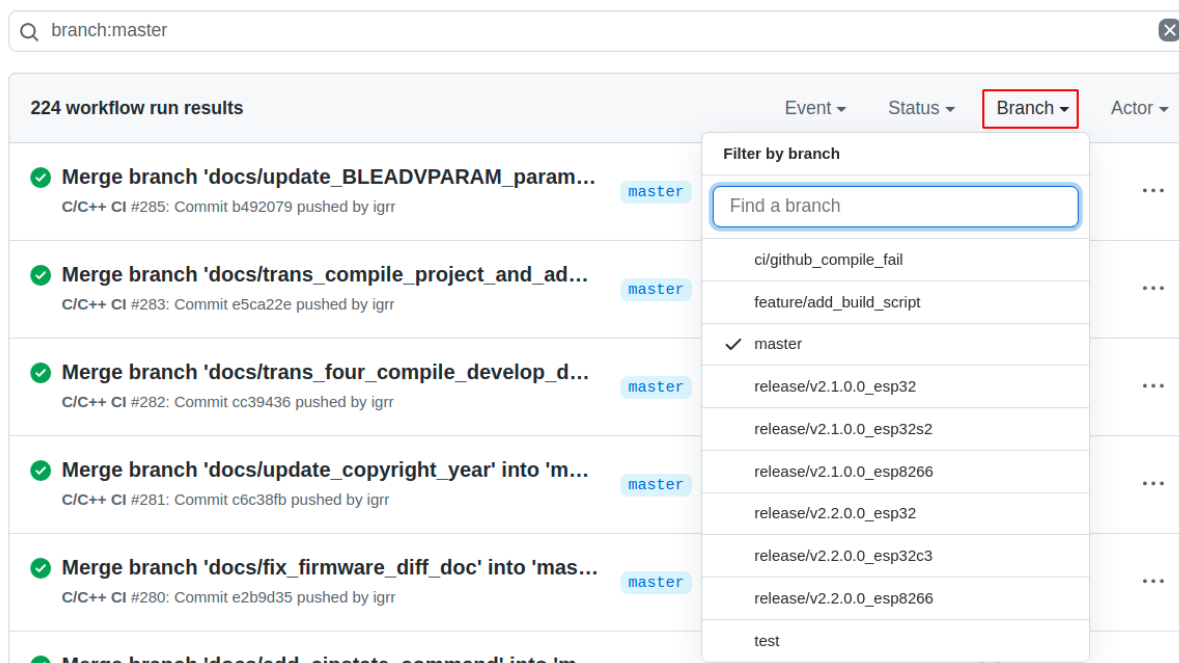 branch:master
224 workflow run results
Event
Status
Branch
Actor
Merge branch 'docs/update_BLEADVPARAM_param...
master
C/C++ CI #285: Commit b492079 pushed by igrr
Merge branch 'docs/trans_compile_project_and_ad...
master
C/C++ CI #283: Commit e5ca22e pushed by igrr
Merge branch 'docs/trans_four_compile_develop_d...
master
C/C++ CI #282: Commit cc39436 pushed by igrr
Merge branch 'docs/update_copyright_year' into 'm...
master
C/C++ CI #281: Commit c6c38fb pushed by igrr
Merge branch 'docs/fix_firmware_diff_doc' into 'mas...
master
C/C++ CI #280: Commit e2b9d35 pushed by igrr
Filter by branch
Find a branch
ci/github_compile_fail
feature/add_build_script
master
release/v2.1.0.0_esp32
release/v2.1.0.0_esp32s2
release/v2.1.0.0_esp8266
release/v2.2.0.0_esp32
release/v2.2.0.0_esp32c3
release/v2.2.0.0_esp8266
test